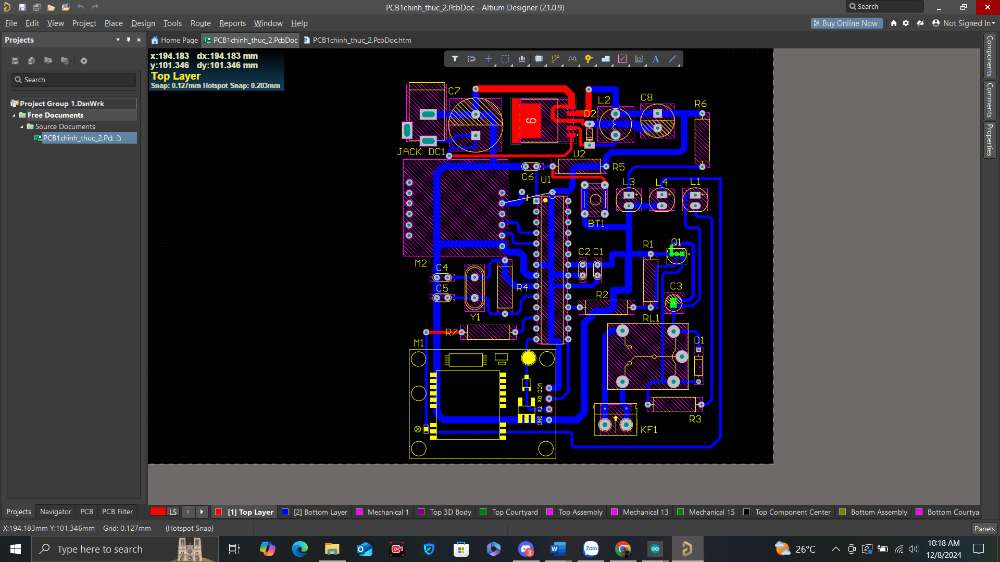 PCB1chinh_thuc_2.PcbDoc - Altium Designer (21.0.9)
Search
File Edit View Project Place Design Tools Route Reports Window Help
Buy Online Now
Not Signed In
Projects
Home Page
PCB1chinh_thuc_2.PcbDoc
PCB1chinh_thuc_2.PcbDoc.htm
Components
Comments
Properties
Search
Project Group 1.DsnWrk
Free Documents
Source Documents
PCB1chinh_thuc_2.Pcb
x:194.183 dx:194.183 mm
y:101.346 dy:101.346 mm
Top Layer
Snap: 0.127mm Hotspot Snap: 0.203mm
C7
L2
C8
R6
D2
6
JACK DC1
U2
C6
U1
R5
L3
L4
L1
BT1
M2
C4
C5
Y1
R4
C2
C1
R1
Q1
R2
C3
R7
RL1
M1
D1
VCC
RX
TX
GND
KF1
R3
Projects Navigator PCB PCB Filter
LS
[1] Top Layer
[2] Bottom Layer
Mechanical 1
Top 3D Body
Top Courtyard
Top Assembly
Mechanical 13
Mechanical 15
Top Component Center
Bottom Assembly
Bottom Courtya
X:194.183mm Y:101.346mm Grid: 0.127mm (Hotspot Snap)
Panels
Type here to search
3
Zalo
26°C
10:18 AM
12/8/2024